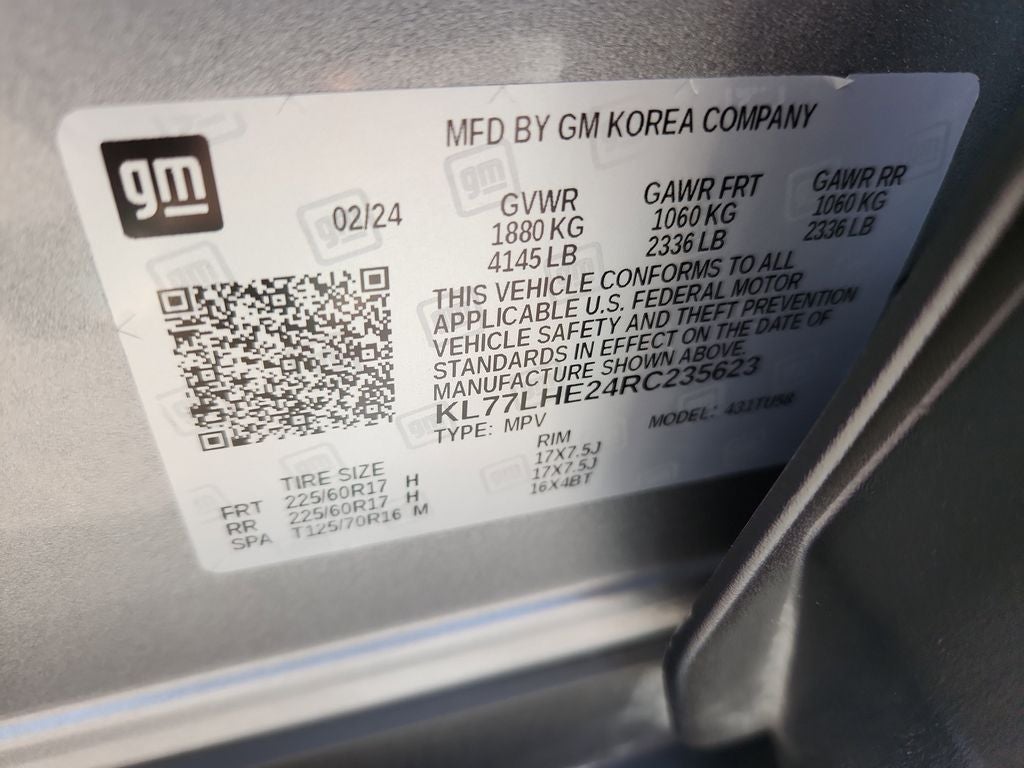 gm
MFD BY GM KOREA COMPANY
02/24
GVWR
1880 KG
4145 LB
GAWR FRT
1060 KG
2336 LB
GAWR RR
1060 KG
2336 LB
THIS VEHICLE CONFORMS TO ALL
APPLICABLE U.S. FEDERAL MOTOR
VEHICLE SAFETY AND THEFT PREVENTION
STANDARDS IN EFFECT ON THE DATE OF
MANUFACTURE SHOWN ABOVE.
KL77LHE24RC235623
TYPE: MPV
MODEL: 431TU58
TIRE SIZE
RIM
FRT 225/60R17 H 17X7.5J
RR 225/60R17 H 17X7.5J
SPA T125/70R16 M 16X4BT